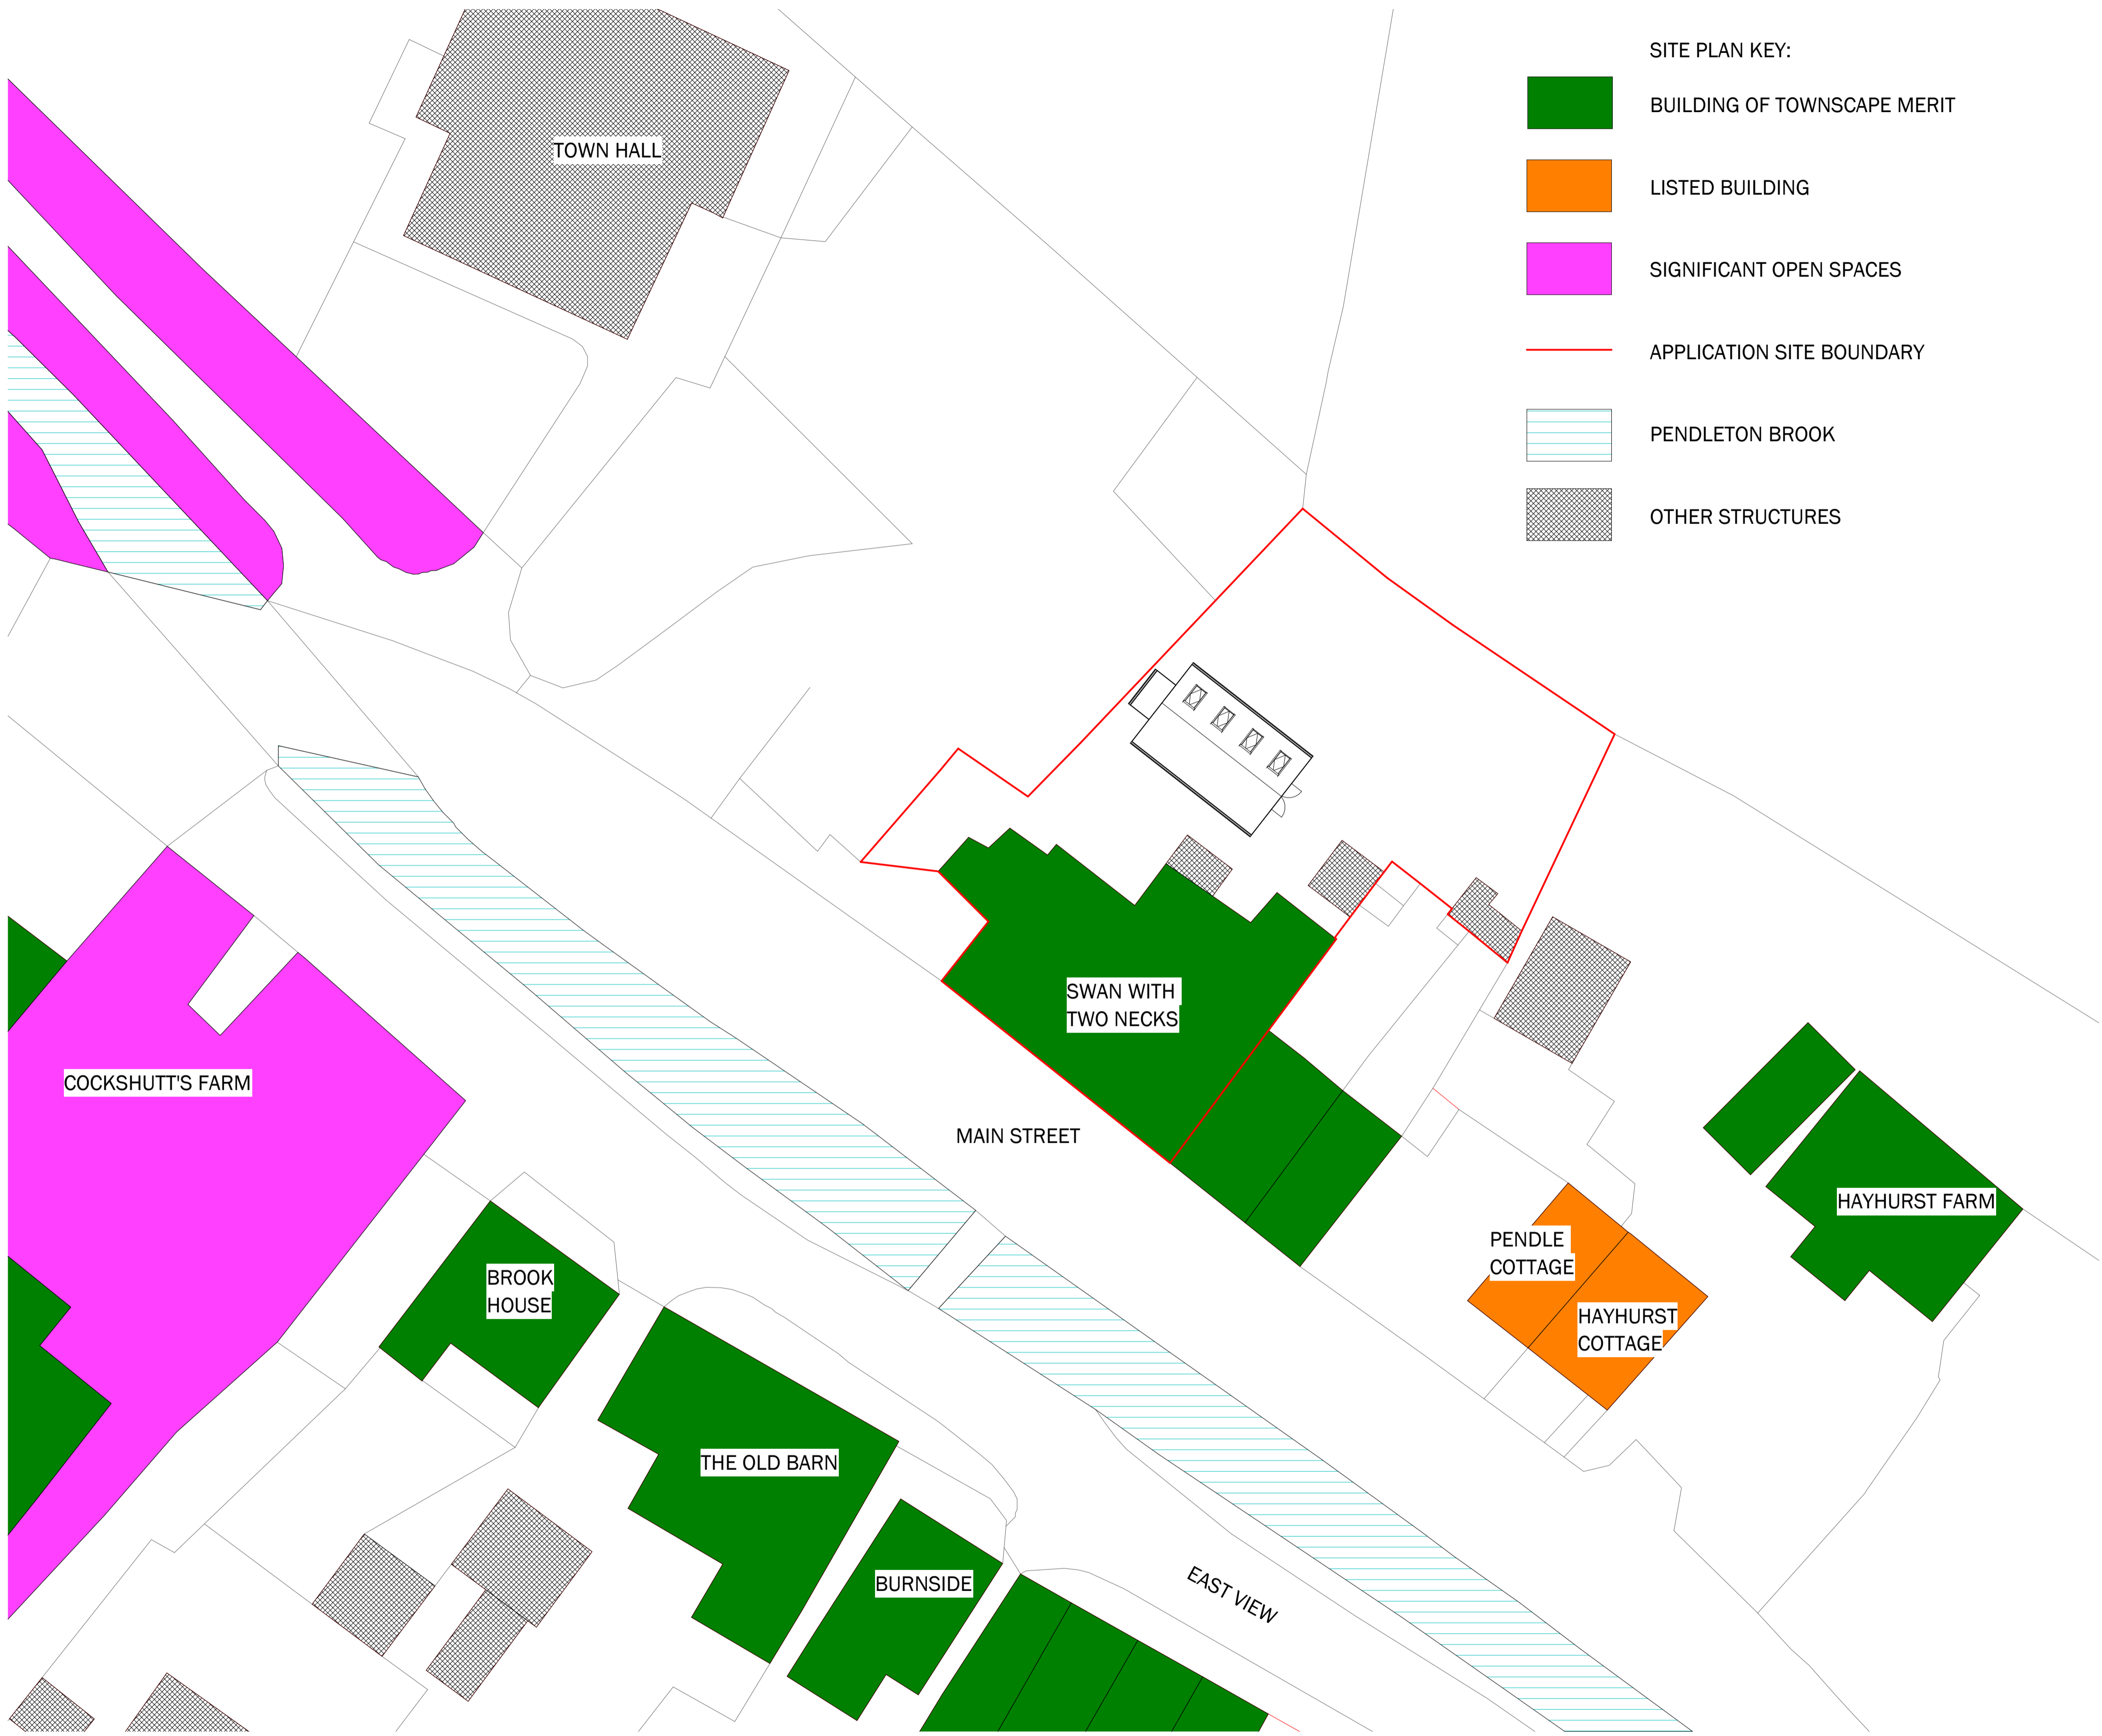 SITE PLAN KEY:
BUILDING OF TOWNSCAPE MERIT
LISTED BUILDING
SIGNIFICANT OPEN SPACES
APPLICATION SITE BOUNDARY
PENDLETON BROOK
OTHER STRUCTURES
TOWN HALL
SWAN WITH
TWO NECKS
COCKSHUTT'S FARM
MAIN STREET
HAYHURST FARM
PENDLE
COTTAGE
BROOK
HOUSE
HAYHURST
COTTAGE
THE OLD BARN
BURNSIDE
EAST VIEW